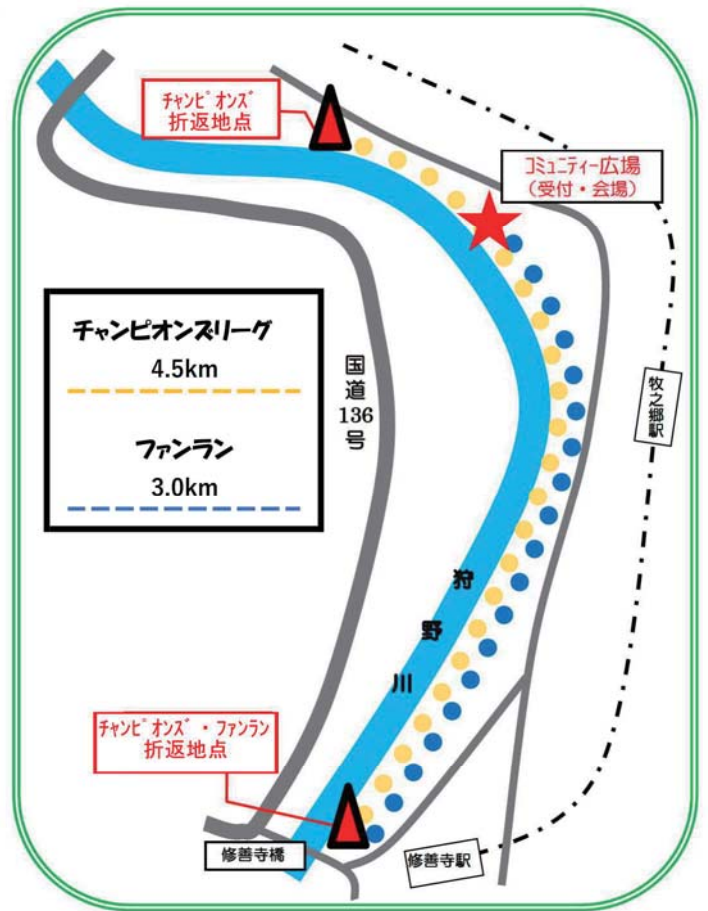 チャンピオンズ
折返地点
コミュニティー広場
(受付・会場)
チャンピオンズリーグ
4.5km
ファンラン
3.0km
国道136号
牧之郷駅
狩野川
チャンピオンズ・ファンラン
折返地点
修善寺橋
修善寺駅